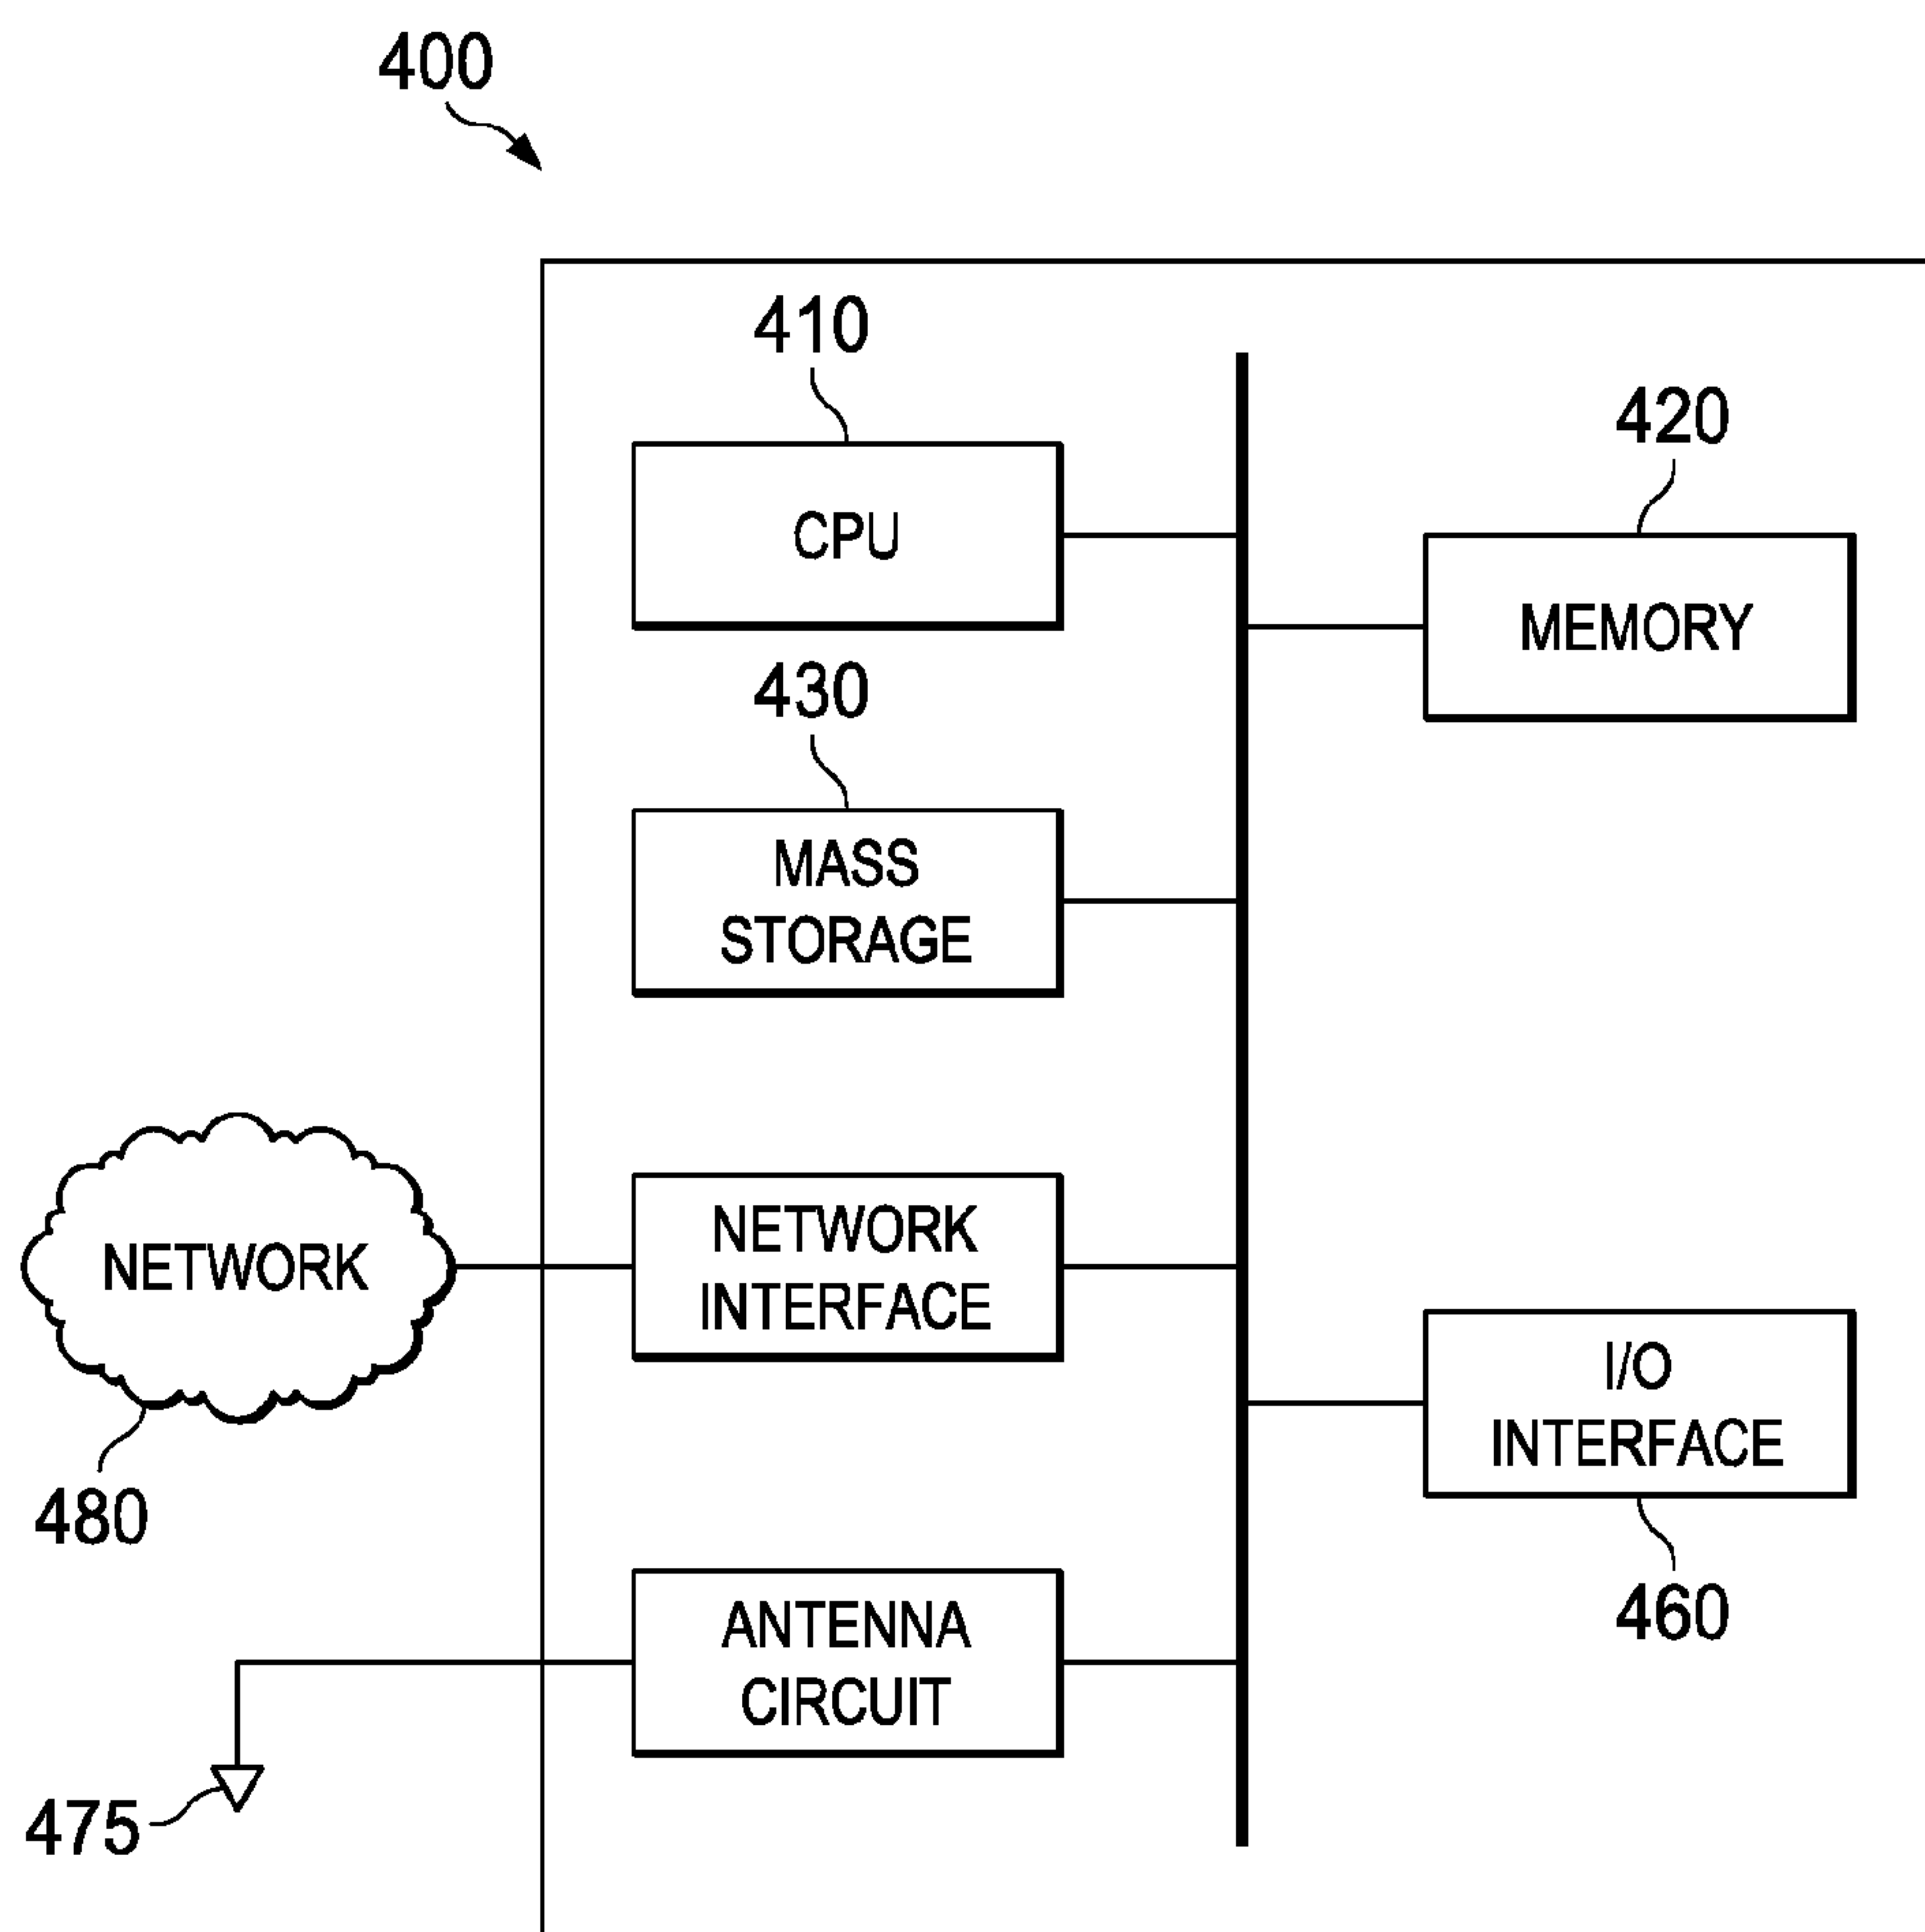 400
410
CPU
420
MEMORY
430
MASS
STORAGE
NETWORK
NETWORK
INTERFACE
I/O
INTERFACE
480
460
ANTENNA
CIRCUIT
475